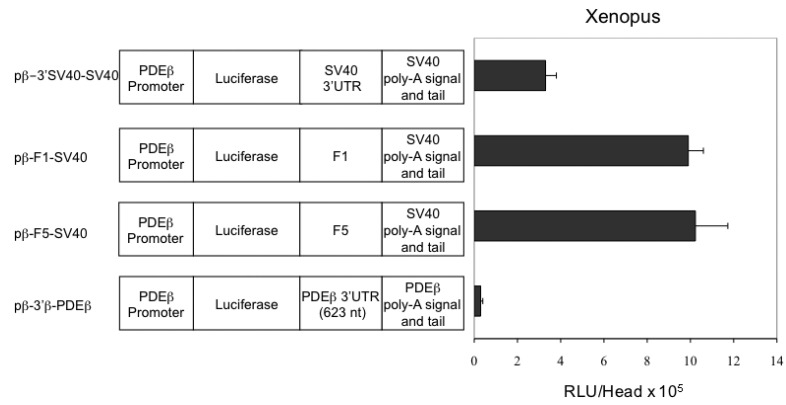 Xenopus
pβ–3'SV40-SV40
PDEβ
Promoter
Luciferase
SV40
3'UTR
SV40
poly-A signal
and tail
pβ-F1-SV40
PDEβ
Promoter
Luciferase
F1
SV40
poly-A signal
and tail
pβ-F5-SV40
PDEβ
Promoter
Luciferase
F5
SV40
poly-A signal
and tail
pβ-3'β-PDEβ
PDEβ
Promoter
Luciferase
PDEβ 3'UTR
(623 nt)
PDEβ
poly-A signal
and tail
0 2 4 6 8 10 12 14
RLU/Head x 10⁵